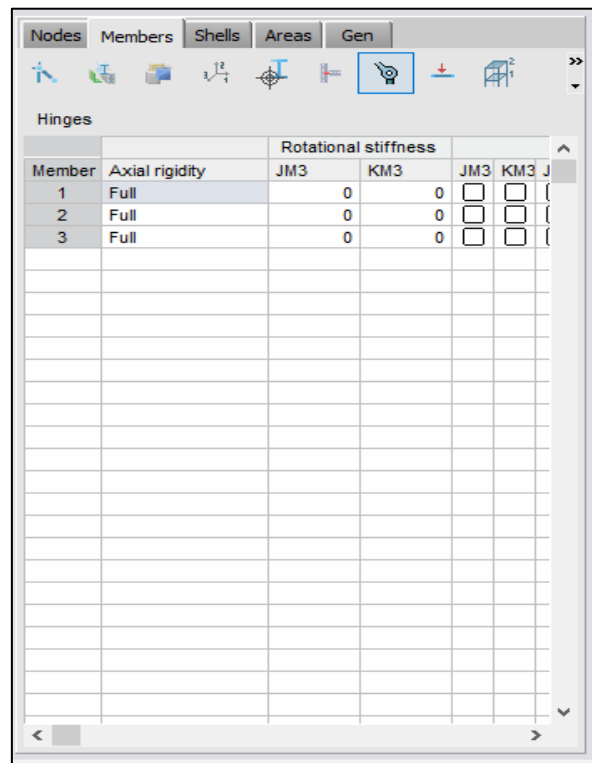 Nodes Members Shells Areas Gen
Hinges
Rotational stiffness
Member Axial rigidity JM3 KM3 JM3 KM3 J
1 Full 0 0
2 Full 0 0
3 Full 0 0